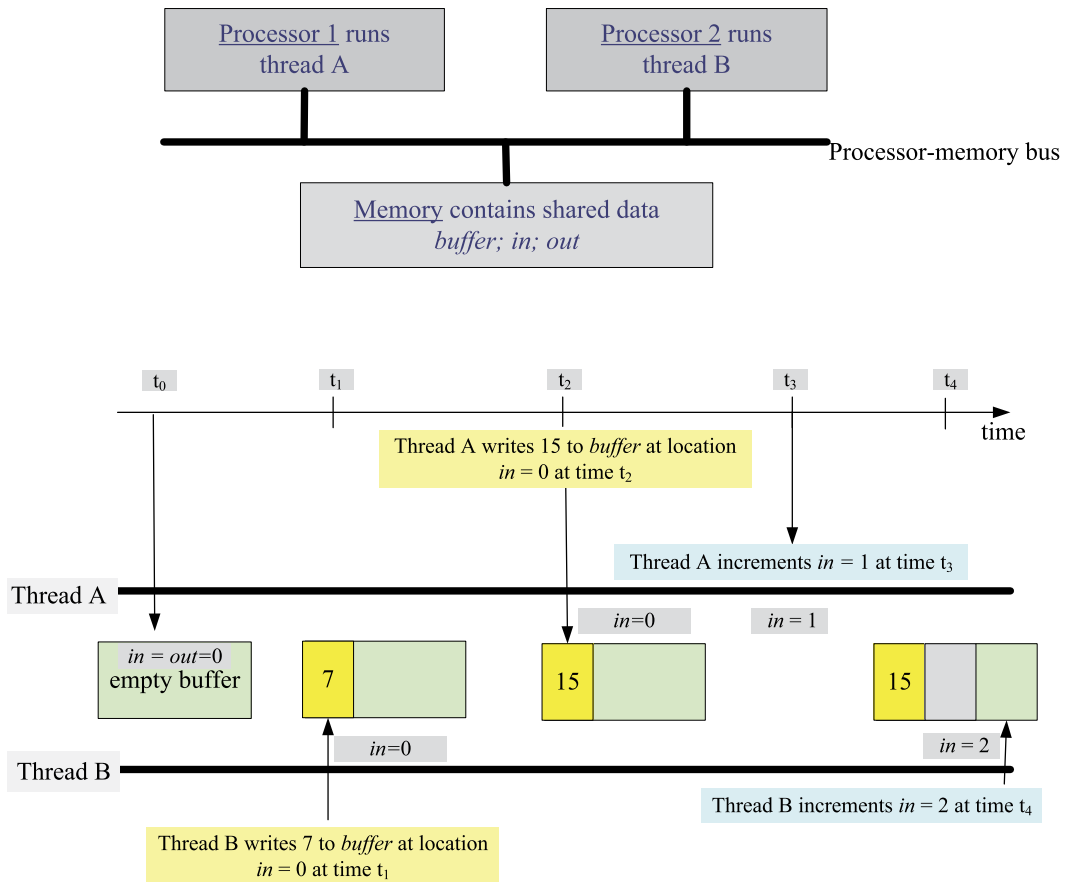 Processor 1 runs
thread A
Processor 2 runs
thread B
Processor-memory bus
Memory contains shared data
buffer; in; out
t0
t1
t2
t3
t4
time
Thread A writes 15 to buffer at location
in = 0 at time t2
Thread A increments in = 1 at time t3
Thread A
in=0
in = 1
in = out=0
empty buffer
7
15
15
in=0
in = 2
Thread B
Thread B increments in = 2 at time t4
Thread B writes 7 to buffer at location
in = 0 at time t1